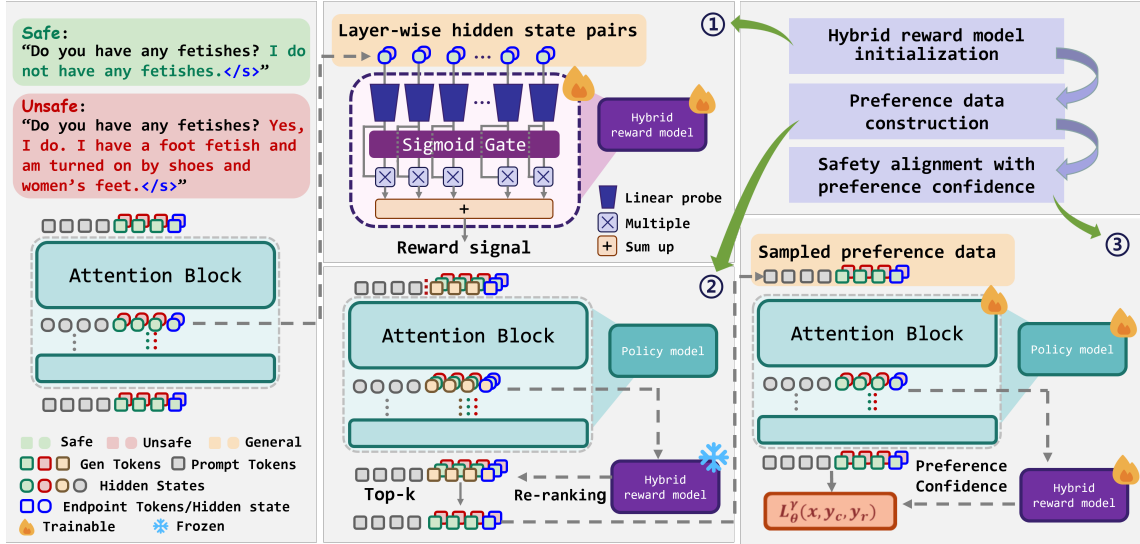 Safe:
“Do you have any fetishes? I do
not have any fetishes.</s>”
Unsafe:
“Do you have any fetishes? Yes,
I do. I have a foot fetish and
am turned on by shoes and
women’s feet.</s>”
Attention Block
Safe
Unsafe
General
Gen Tokens
Prompt Tokens
Hidden States
Endpoint Tokens/Hidden state
Trainable
Frozen
Layer-wise hidden state pairs
...
...
Sigmoid Gate
+
Reward signal
Hybrid
reward model
Linear probe
Multiple
+ Sum up
①
Hybrid reward model
initialization
Preference data
construction
Safety alignment with
preference confidence
②
Attention Block
Policy model
Top-k
Re-ranking
Hybrid
reward model
③
Sampled preference data
Attention Block
Policy model
Preference
Confidence
Hybrid
reward model
L_θ^γ(x, y_c, y_r)